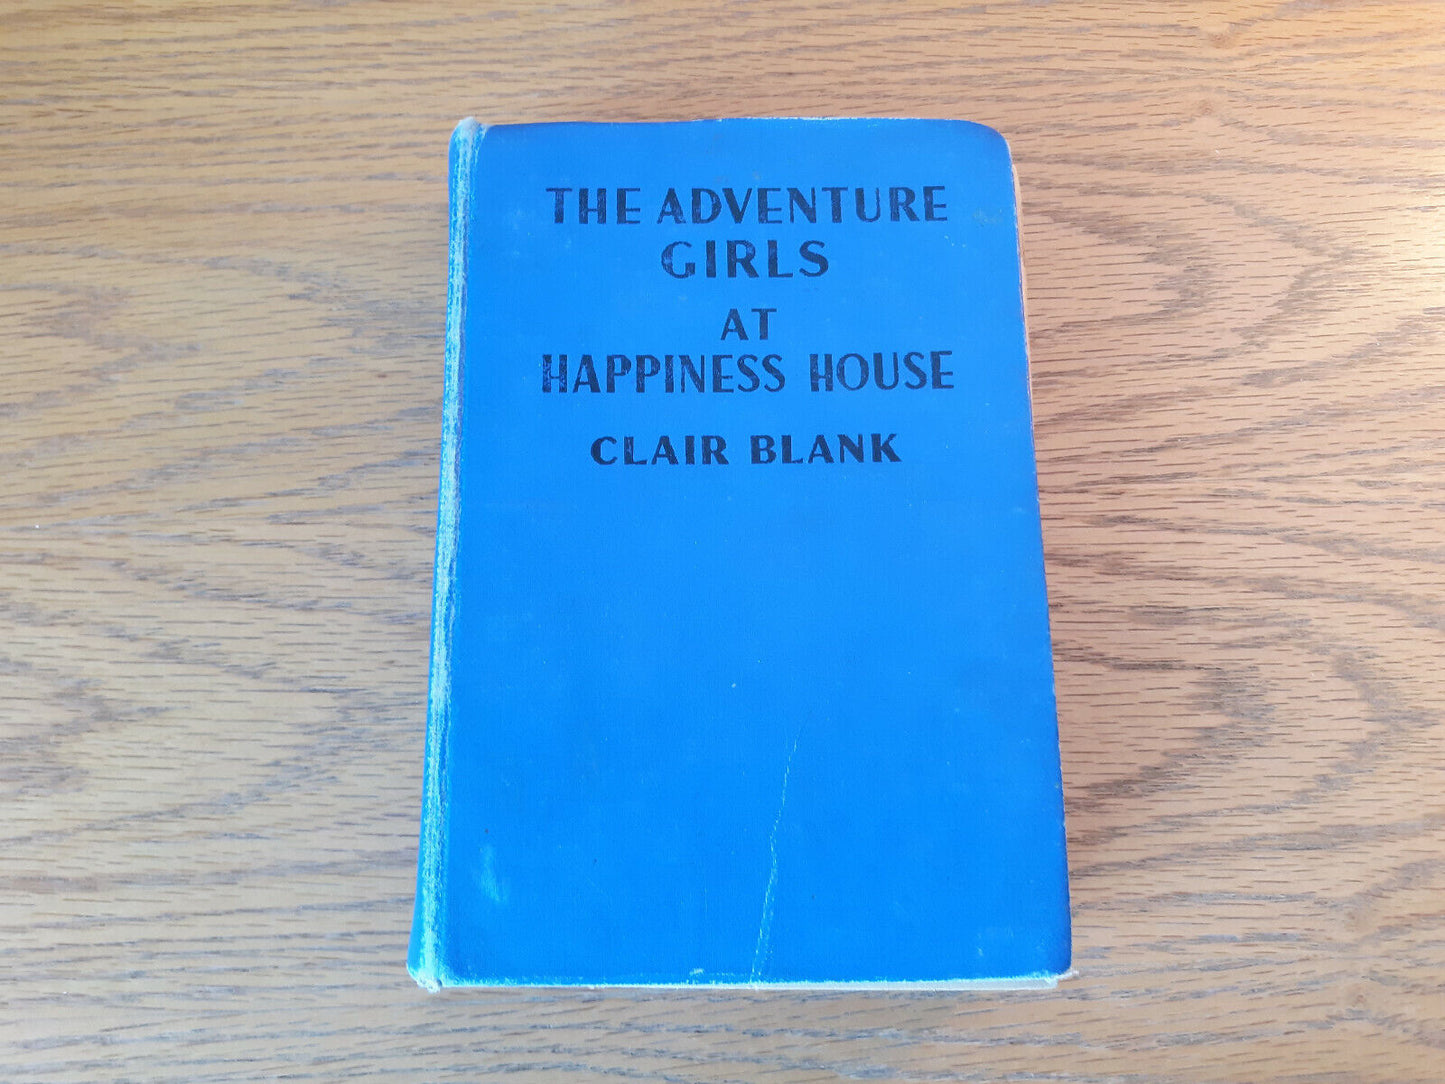 THE ADVENTURE
GIRLS
AT
HAPPINESS HOUSE
CLAIR BLANK